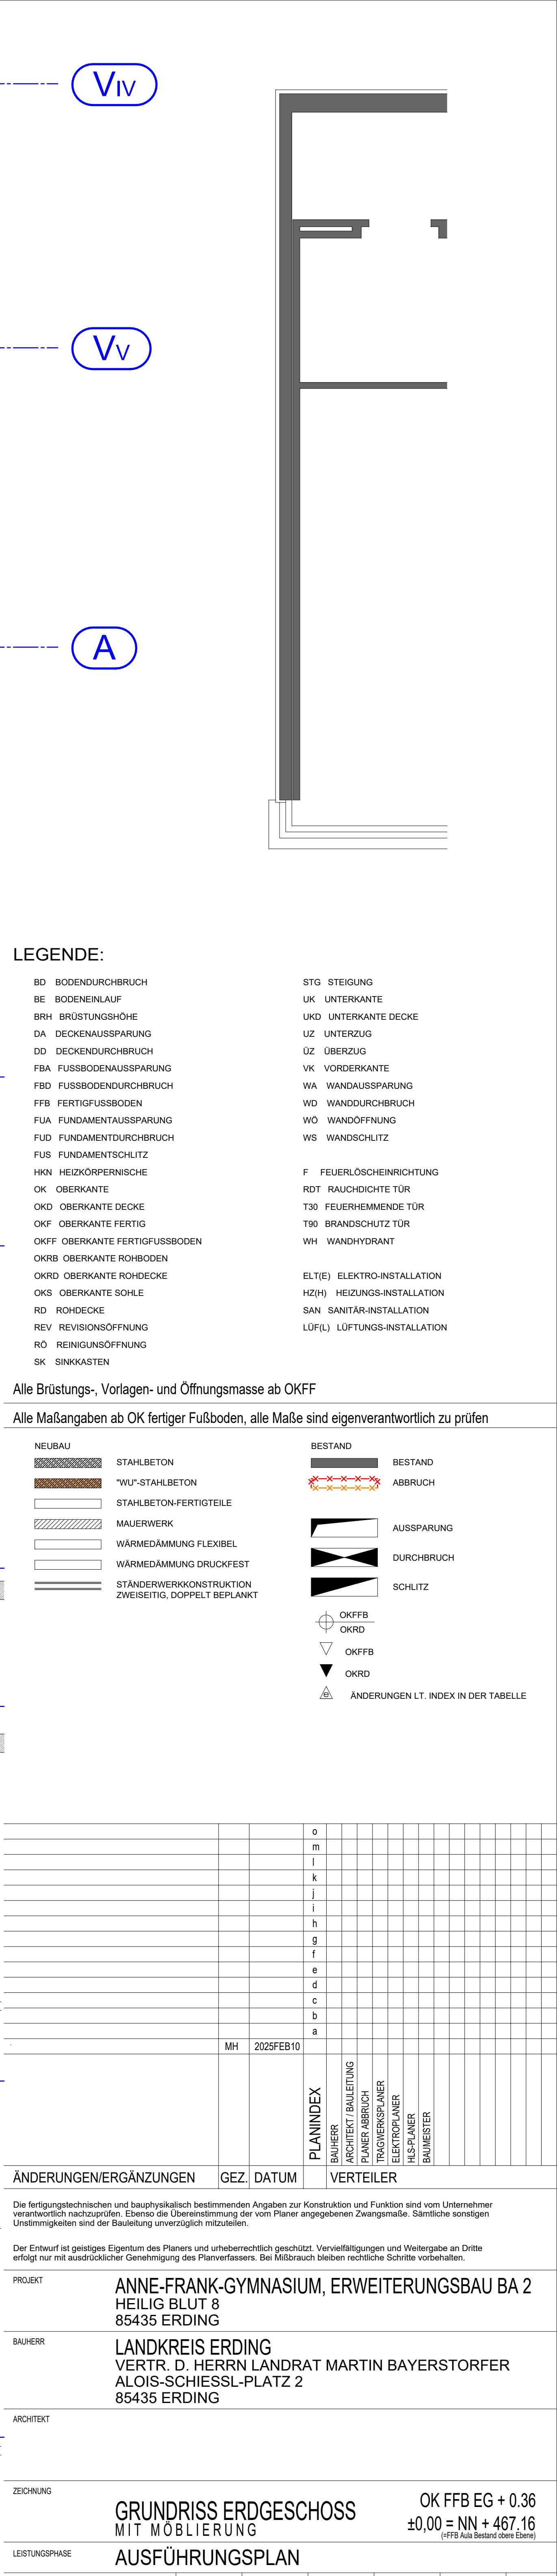 VIV
VV
A
LEGENDE:
BD BODENDURCHBRUCH
BE BODENEINLAUF
BRH BRÜSTUNGSHÖHE
DA DECKENAUSSPARUNG
DD DECKENDURCHBRUCH
FBA FUSSBODENAUSSPARUNG
FBD FUSSBODENDURCHBRUCH
FFB FERTIGFUSSBODEN
FUA FUNDAMENTAUSSPARUNG
FUD FUNDAMENTDURCHBRUCH
FUS FUNDAMENTSCHLITZ
HKN HEIZKÖRPERNISCHE
OK OBERKANTE
OKD OBERKANTE DECKE
OKF OBERKANTE FERTIG
OKFF OBERKANTE FERTIGFUSSBODEN
OKRB OBERKANTE ROHBODEN
OKRD OBERKANTE ROHDECKE
OKS OBERKANTE SOHLE
RD ROHDECKE
REV REVISIONSÖFFNUNG
RÖ REINIGUNSÖFFNUNG
SK SINKKASTEN
STG STEIGUNG
UK UNTERKANTE
UKD UNTERKANTE DECKE
UZ UNTERZUG
ÜZ ÜBERZUG
VK VORDERKANTE
WA WANDAUSSPARUNG
WD WANDDURCHBRUCH
WÖ WANDÖFFNUNG
WS WANDSCHLITZ
F FEUERLÖSCHEINRICHTUNG
RDT RAUCHDICHTE TÜR
T30 FEUERHEMMENDE TÜR
T90 BRANDSCHUTZ TÜR
WH WANDHYDRANT
ELT(E) ELEKTRO-INSTALLATION
HZ(H) HEIZUNGS-INSTALLATION
SAN SANITÄR-INSTALLATION
LÜF(L) LÜFTUNGS-INSTALLATION
Alle Brüstungs-, Vorlagen- und Öffnungsmasse ab OKFF
Alle Maßangaben ab OK fertiger Fußboden, alle Maße sind eigenverantwortlich zu prüfen
NEUBAU
STAHLBETON
"WU"-STAHLBETON
STAHLBETON-FERTIGTEILE
MAUERWERK
WÄRMEDÄMMUNG FLEXIBEL
WÄRMEDÄMMUNG DRUCKFEST
STÄNDERWERKKONSTRUKTION
ZWEISEITIG, DOPPELT BEPLANKT
BESTAND
BESTAND
ABBRUCH
AUSSPARUNG
DURCHBRUCH
SCHLITZ
OKFFB
OKRD
OKFFB
OKRD
ÄNDERUNGEN LT. INDEX IN DER TABELLE
o
m
l
k
j
i
h
g
f
e
d
c
b
a
MH 2025FEB10
PLANINDEX
BAUHERR
ARCHITEKT / BAULEITUNG
PLANER ABBRUCH
TRAGWERKSPLANER
ELEKTROPLANER
HLS-PLANER
BAUMEISTER
ÄNDERUNGEN/ERGÄNZUNGEN GEZ. DATUM VERTEILER
Die fertigungstechnischen und bauphysikalisch bestimmenden Angaben zur Konstruktion und Funktion sind vom Unternehmer
verantwortlich nachzuprüfen. Ebenso die Übereinstimmung der vom Planer angegebenen Zwangsmaße. Sämtliche sonstigen
Unstimmigkeiten sind der Bauleitung unverzüglich mitzuteilen.
Der Entwurf ist geistiges Eigentum des Planers und urheberrechtlich geschützt. Vervielfältigungen und Weitergabe an Dritte
erfolgt nur mit ausdrücklicher Genehmigung des Planverfassers. Bei Mißbrauch bleiben rechtliche Schritte vorbehalten.
PROJEKT
ANNE-FRANK-GYMNASIUM, ERWEITERUNGSBAU BA 2
HEILIG BLUT 8
85435 ERDING
BAUHERR
LANDKREIS ERDING
VERTR. D. HERRN LANDRAT MARTIN BAYERSTORFER
ALOIS-SCHIESSL-PLATZ 2
85435 ERDING
ARCHITEKT
ZEICHNUNG
GRUNDRISS ERDGESCHOSS
MIT MÖBLIERUNG
OK FFB EG + 0.36
±0,00 = NN + 467.16
(=FFB Aula Bestand obere Ebene)
LEISTUNGSPHASE
AUSFÜHRUNGSPLAN